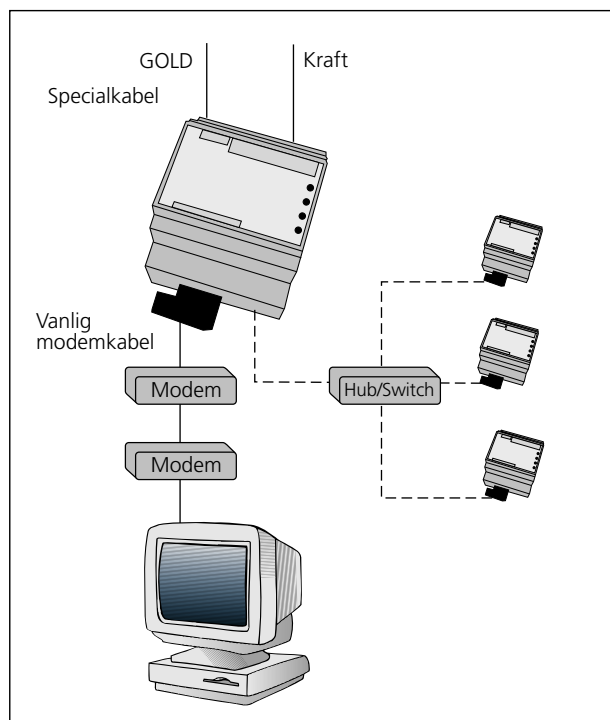 GOLD
Kraft
Specialkabel
Vanlig
modemkabel
Modem
Hub/Switch
Modem